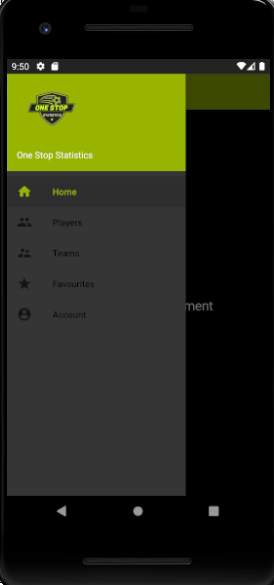 9:50
ONE STOP
One Stop Statistics
Home
Players
Teams
Favourites
Account
ment